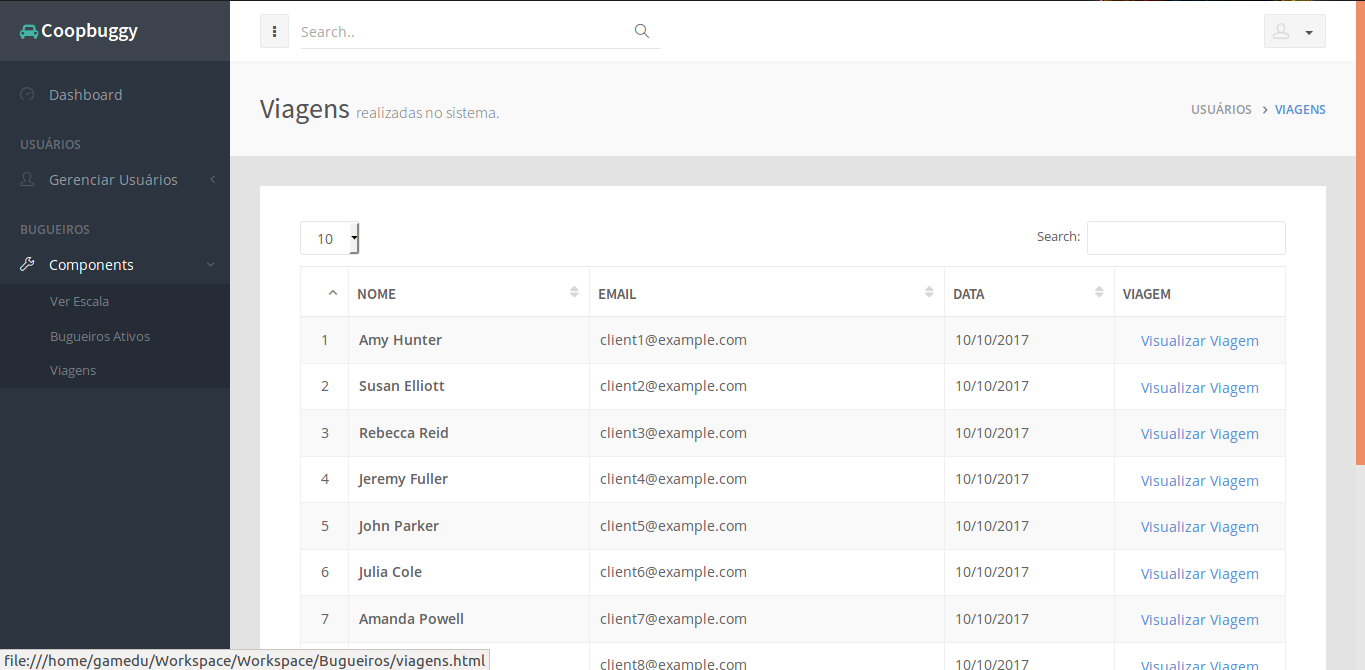 Coopbuggy
Search..
Dashboard
USUÁRIOS
Gerenciar Usuários
BUGUEIROS
Components
Ver Escala
Bugueiros Ativos
Viagens
Viagens realizadas no sistema.
USUÁRIOS > VIAGENS
10
Search:
NOME EMAIL DATA VIAGEM
1 Amy Hunter client1@example.com 10/10/2017 Visualizar Viagem
2 Susan Elliott client2@example.com 10/10/2017 Visualizar Viagem
3 Rebecca Reid client3@example.com 10/10/2017 Visualizar Viagem
4 Jeremy Fuller client4@example.com 10/10/2017 Visualizar Viagem
5 John Parker client5@example.com 10/10/2017 Visualizar Viagem
6 Julia Cole client6@example.com 10/10/2017 Visualizar Viagem
7 Amanda Powell client7@example.com 10/10/2017 Visualizar Viagem
client8@example.com 10/10/2017 Visualizar Viagem
file:///home/gamedu/Workspace/Workspace/Bugueiros/viagens.html